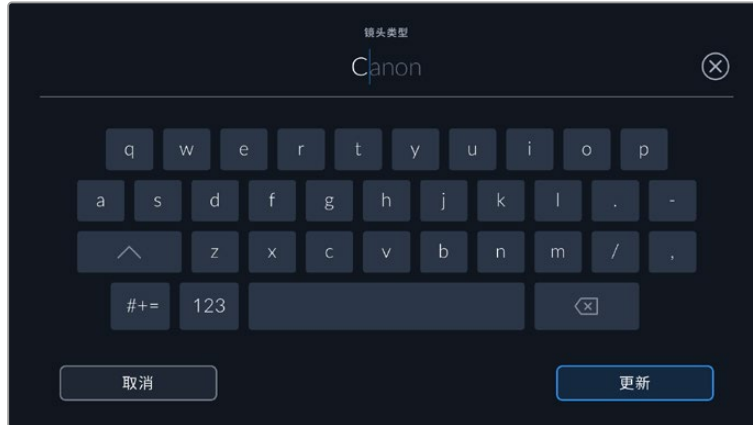 镜头类型
Canon
q w e r t y u i o p
a s d f g h j k l . -
z x c v b n m / ,
#+= 123
取消 更新